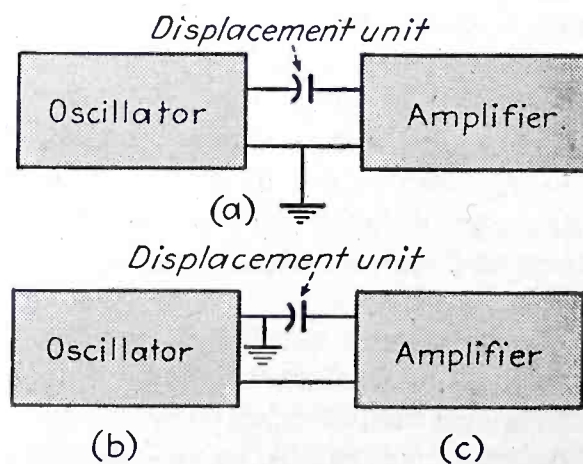 Displacement unit
Oscillator
Amplifier
(a)
Displacement unit
Oscillator
Amplifier
(b)
(c)